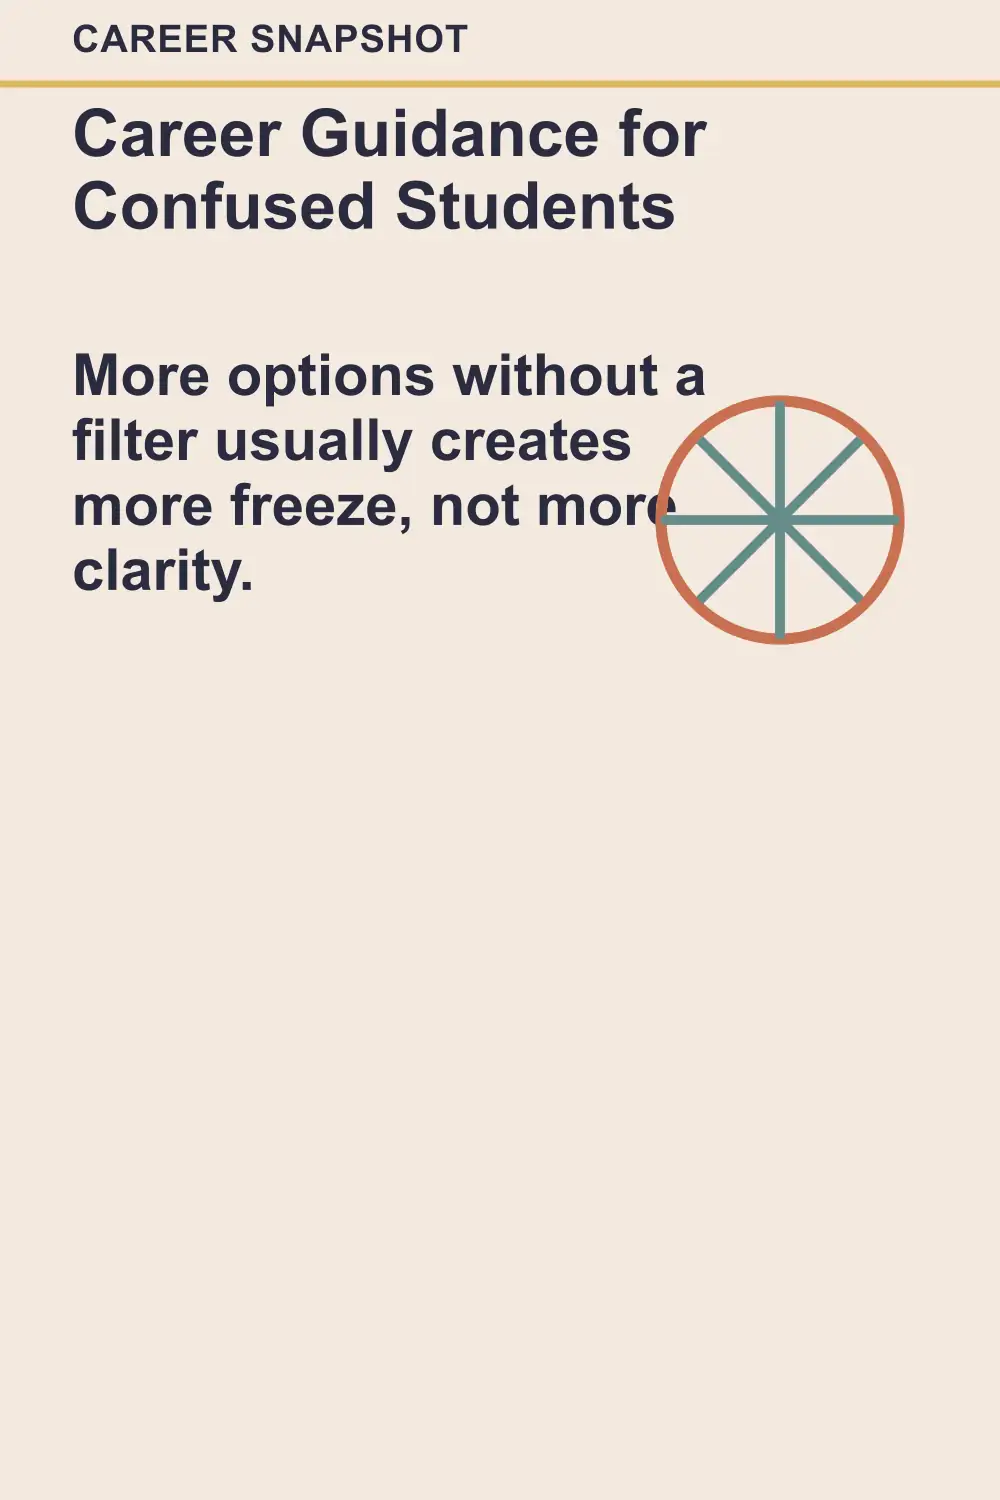 CAREER SNAPSHOT
Career Guidance for
Confused Students
More options without a
filter usually creates
more freeze, not more
clarity.